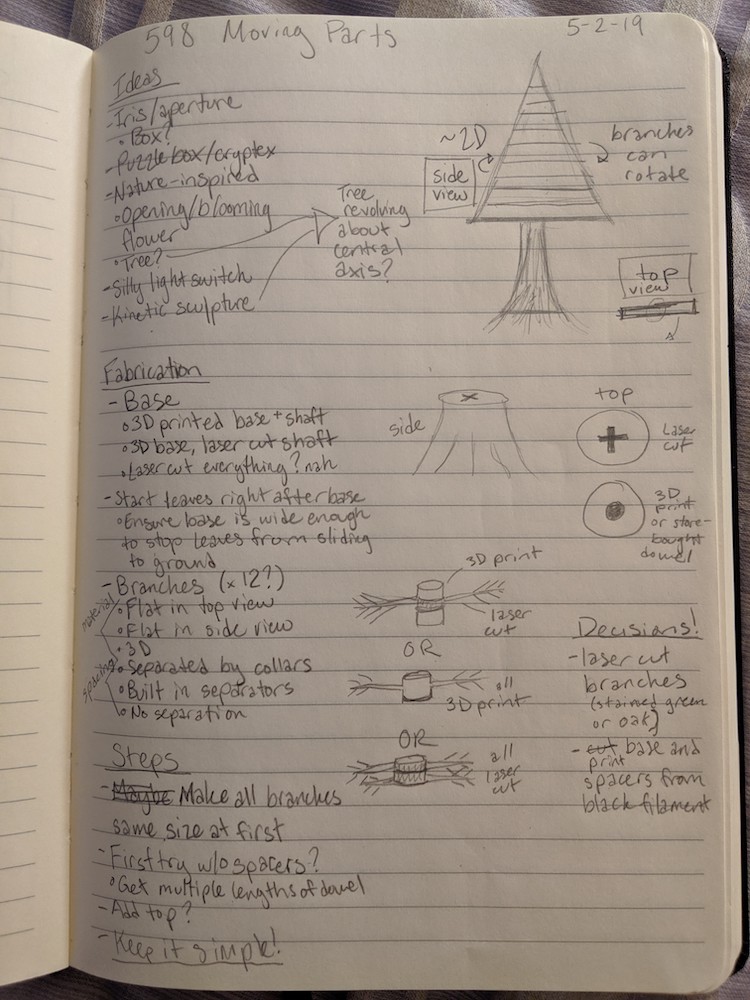 598 Moving Parts
5-2-19
Ideas
- Iris/aperture
• Box?
- Puzzle box/cryptex
- Nature-inspired
• Opening/blooming
flower
• Tree?
- Silly light switch
- Kinetic sculpture
Tree
revolving
about
central
axis?
~2D
side
view
branches
can
rotate
top
view
Fabrication
- Base
• 3D printed base + shaft
• 3D base, laser cut shaft
• Laser cut everything? nah
- Start leaves right after base
• Ensure base is wide enough
to stop leaves from sliding
to ground
- Branches (x 12?)
material
• Flat in top view
• Flat in side view
• 3D
spacing
• Separated by collars
• Built in separators
• No separation
side
top
Laser
cut
3D
print
or store-
bought
dowel
3D print
laser
cut
OR
all
3D print
OR
all
laser
cut
Decisions!
- laser cut
branches
(stained green
or oak)
- cut base and
print
spacers from
black filament
Steps
- Maybe Make all branches
same size at first
- First try w/o spacers?
• Get multiple lengths of dowel
- Add top?
- Keep it simple!